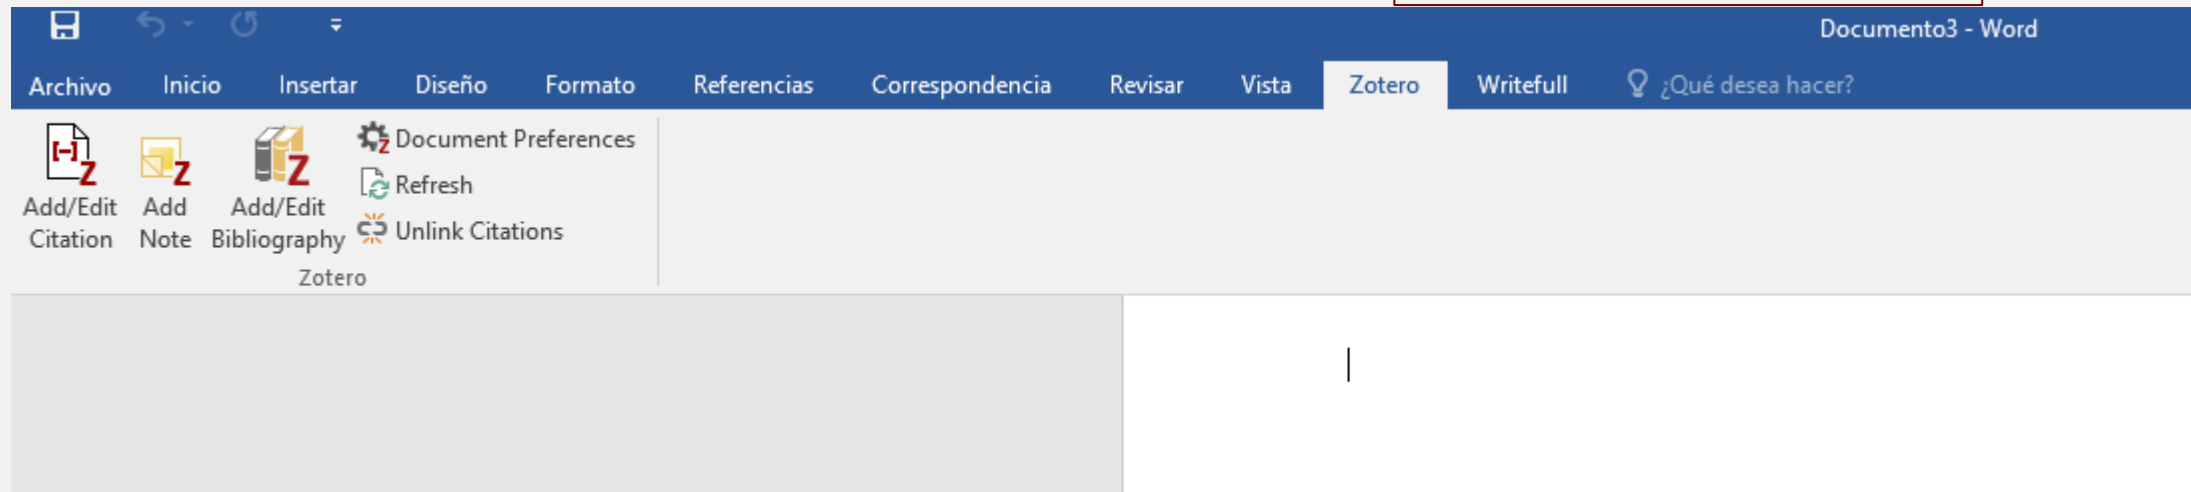 Documento3 - Word
Archivo Inicio Insertar Diseño Formato Referencias Correspondencia Revisar Vista Zotero Writefull ¿Qué desea hacer?
Add/Edit Citation
Add Note
Add/Edit Bibliography
Document Preferences
Refresh
Unlink Citations
Zotero